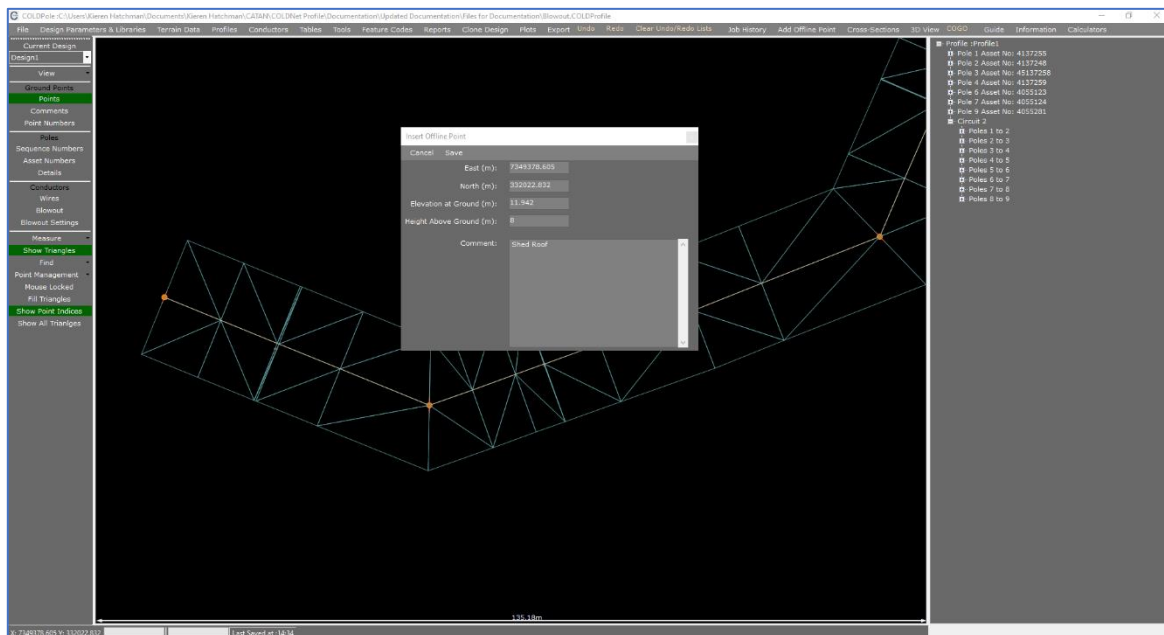 COLDPole :C:\Users\Kieren Hatchman\Documents\Kieren Hatchman\CATAN\COLDNet Profile\Documentation\Updated Documentation\Files for Documentation\Blowout.COLDProfile
File Design Parameters & Libraries Terrain Data Profiles Conductors Tables Tools Feature Codes Reports Clone Design Plots Export Undo Redo Clear Undo/Redo Lists Job History Add Offline Point Cross-Sections 3D View COGO Guide Information Calculators
Current Design
Design1
View
Ground Points
Points
Comments
Point Numbers
Poles
Sequence Numbers
Asset Numbers
Details
Conductors
Wires
Blowout
Blowout Settings
Measure
Show Triangles
Find
Point Management
Mouse Locked
Fill Triangles
Show Point Indices
Show All Trianlges
Insert Offline Point
Cancel Save
East (m): 7349378.605
North (m): 332022.832
Elevation at Ground (m): 11.942
Height Above Ground (m): 8
Comment: Shed Roof
135.18m
Profile :Profile1
Pole 1 Asset No: 4137255
Pole 2 Asset No: 4137248
Pole 3 Asset No: 45137258
Pole 4 Asset No: 4137259
Pole 6 Asset No: 4055123
Pole 7 Asset No: 4055124
Pole 9 Asset No: 4055281
Circuit 2
Poles 1 to 2
Poles 2 to 3
Poles 3 to 4
Poles 4 to 5
Poles 5 to 6
Poles 6 to 7
Poles 7 to 8
Poles 8 to 9
X: 7349378.605 Y: 332022.832
Last Saved at :14:34